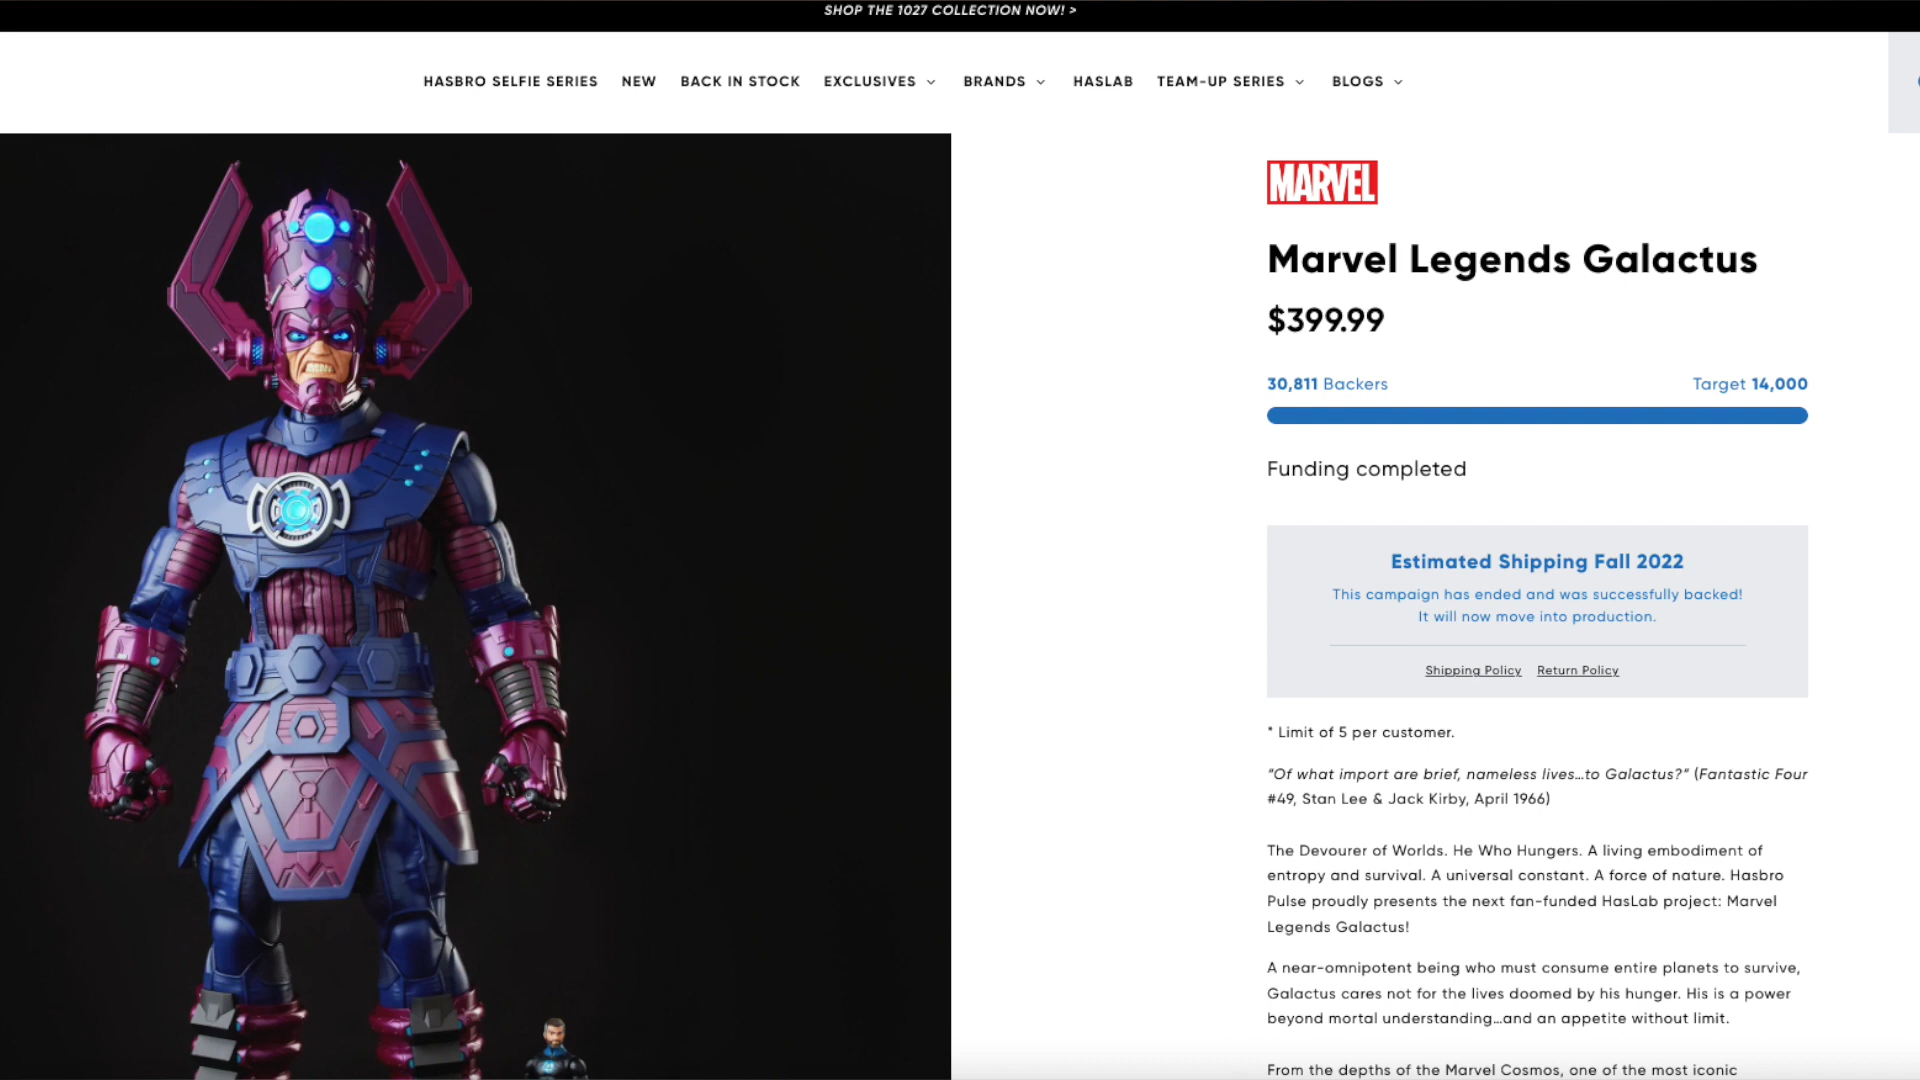 SHOP THE 1027 COLLECTION NOW! >
HASBRO SELFIE SERIES NEW BACK IN STOCK EXCLUSIVES BRANDS HASLAB TEAM-UP SERIES BLOGS
MARVEL
Marvel Legends Galactus
$399.99
30,811 Backers Target 14,000
Funding completed
Estimated Shipping Fall 2022
This campaign has ended and was successfully backed!
It will now move into production.
Shipping Policy Return Policy
* Limit of 5 per customer.
“Of what import are brief, nameless lives…to Galactus?” (Fantastic Four
#49, Stan Lee & Jack Kirby, April 1966)
The Devourer of Worlds. He Who Hungers. A living embodiment of
entropy and survival. A universal constant. A force of nature. Hasbro
Pulse proudly presents the next fan-funded HasLab project: Marvel
Legends Galactus!
A near-omnipotent being who must consume entire planets to survive,
Galactus cares not for the lives doomed by his hunger. His is a power
beyond mortal understanding…and an appetite without limit.
From the depths of the Marvel Cosmos, one of the most iconic